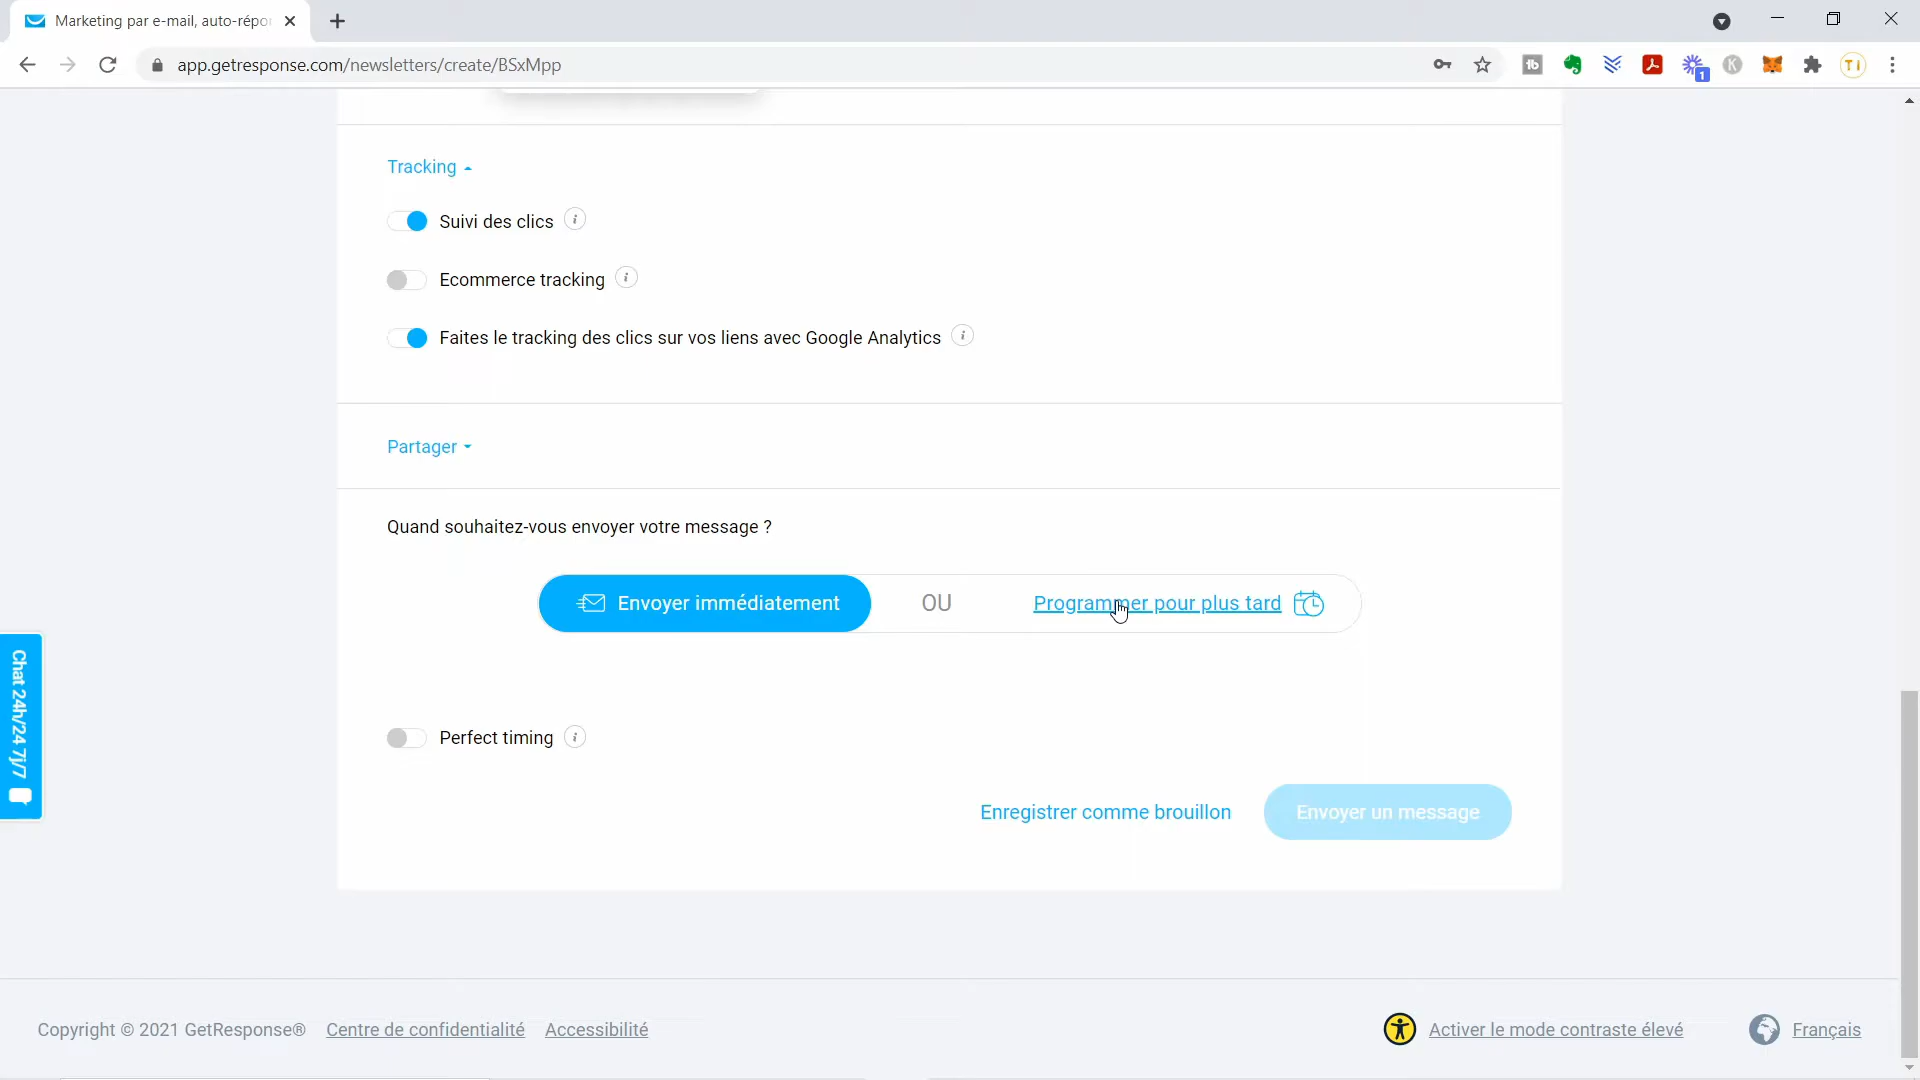 Marketing par e-mail, auto-répo
app.getresponse.com/newsletters/create/BSxMpp
1
K
T I
Tracking
Suivi des clics
Ecommerce tracking
Faites le tracking des clics sur vos liens avec Google Analytics
Partager
Quand souhaitez-vous envoyer votre message ?
Envoyer immédiatement
OU
Programmer pour plus tard
Perfect timing
Chat 24h/24 7j/7
Enregistrer comme brouillon
Envoyer un message
Copyright © 2021 GetResponse®
Centre de confidentialité
Accessibilité
Activer le mode contraste élevé
Français